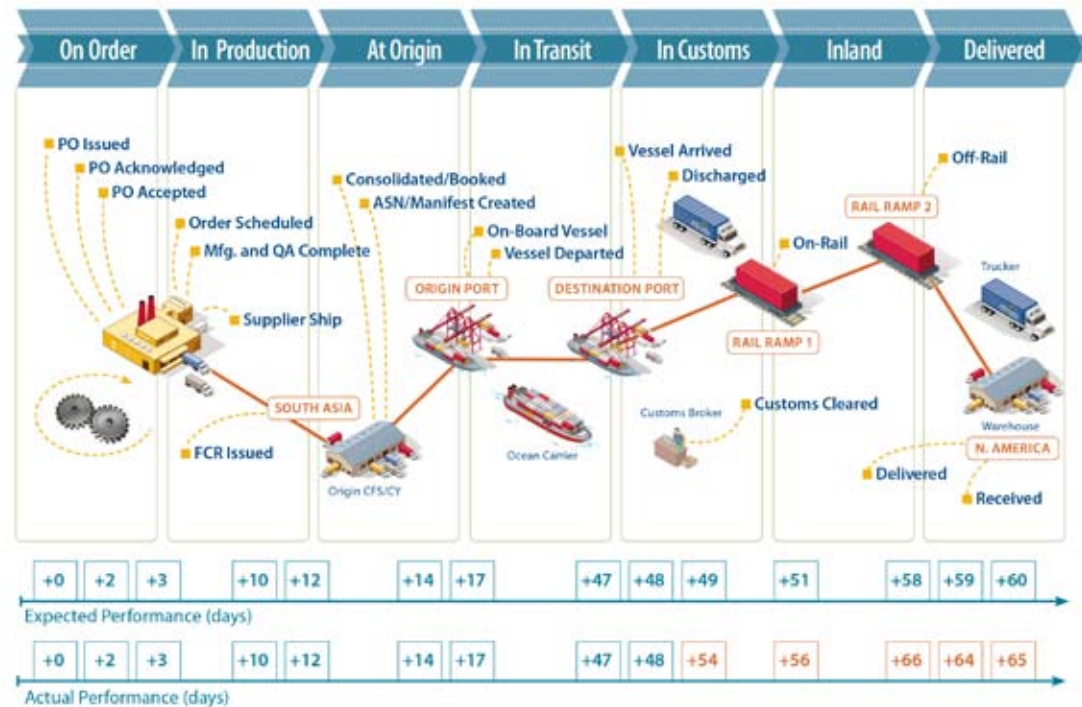 On Order
In Production
At Origin
In Transit
In Customs
Inland
Delivered
PO Issued
PO Acknowledged
PO Accepted
Order Scheduled
Mfg. and QA Complete
Supplier Ship
SOUTH ASIA
FCR Issued
Consolidated/Booked
ASN/Manifest Created
Origin CFS/CY
On-Board Vessel
Vessel Departed
ORIGIN PORT
DESTINATION PORT
Ocean Carrier
Vessel Arrived
Discharged
On-Rail
RAIL RAMP 1
Customs Broker
Customs Cleared
RAIL RAMP 2
Off-Rail
Trucker
Warehouse
N. AMERICA
Delivered
Received
+0 +2 +3 +10 +12 +14 +17 +47 +48 +49 +51 +58 +59 +60
Expected Performance (days)
+0 +2 +3 +10 +12 +14 +17 +47 +48 +54 +56 +66 +64 +65
Actual Performance (days)